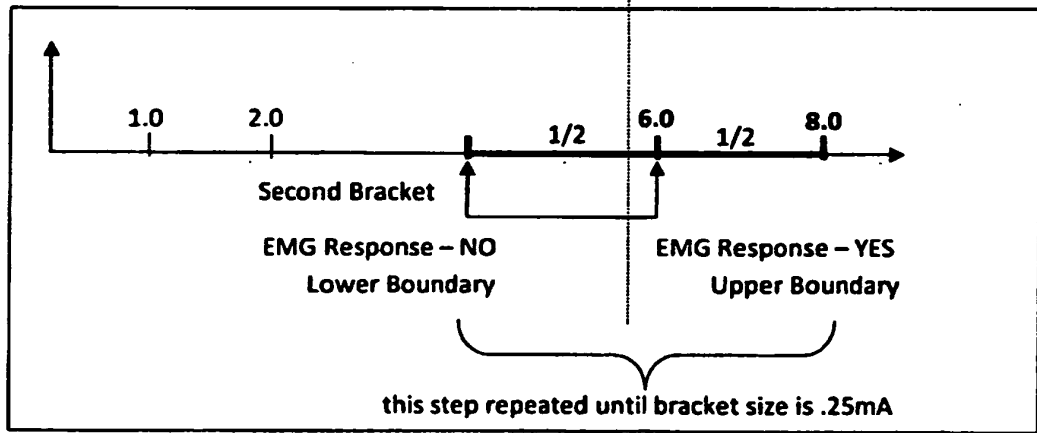 1.0 2.0 1/2 6.0 1/2 8.0
Second Bracket
EMG Response – NO EMG Response – YES
Lower Boundary Upper Boundary
this step repeated until bracket size is .25mA